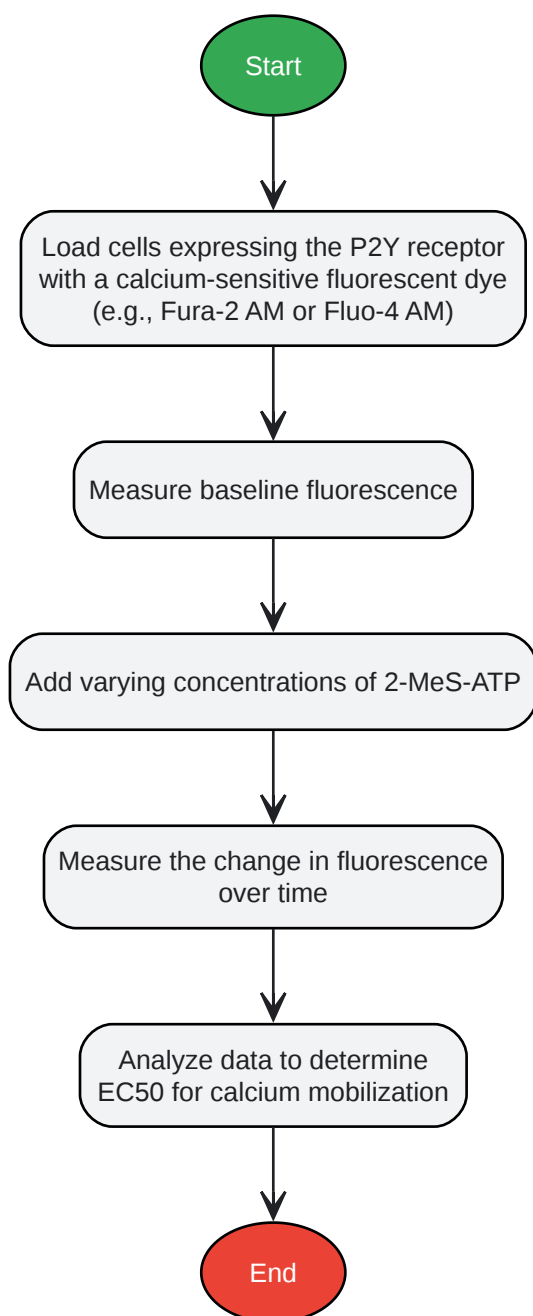 Start
Load cells expressing the P2Y receptor
with a calcium-sensitive fluorescent dye
(e.g., Fura-2 AM or Fluo-4 AM)
Measure baseline fluorescence
Add varying concentrations of 2-MeS-ATP
Measure the change in fluorescence
over time
Analyze data to determine
EC50 for calcium mobilization
End